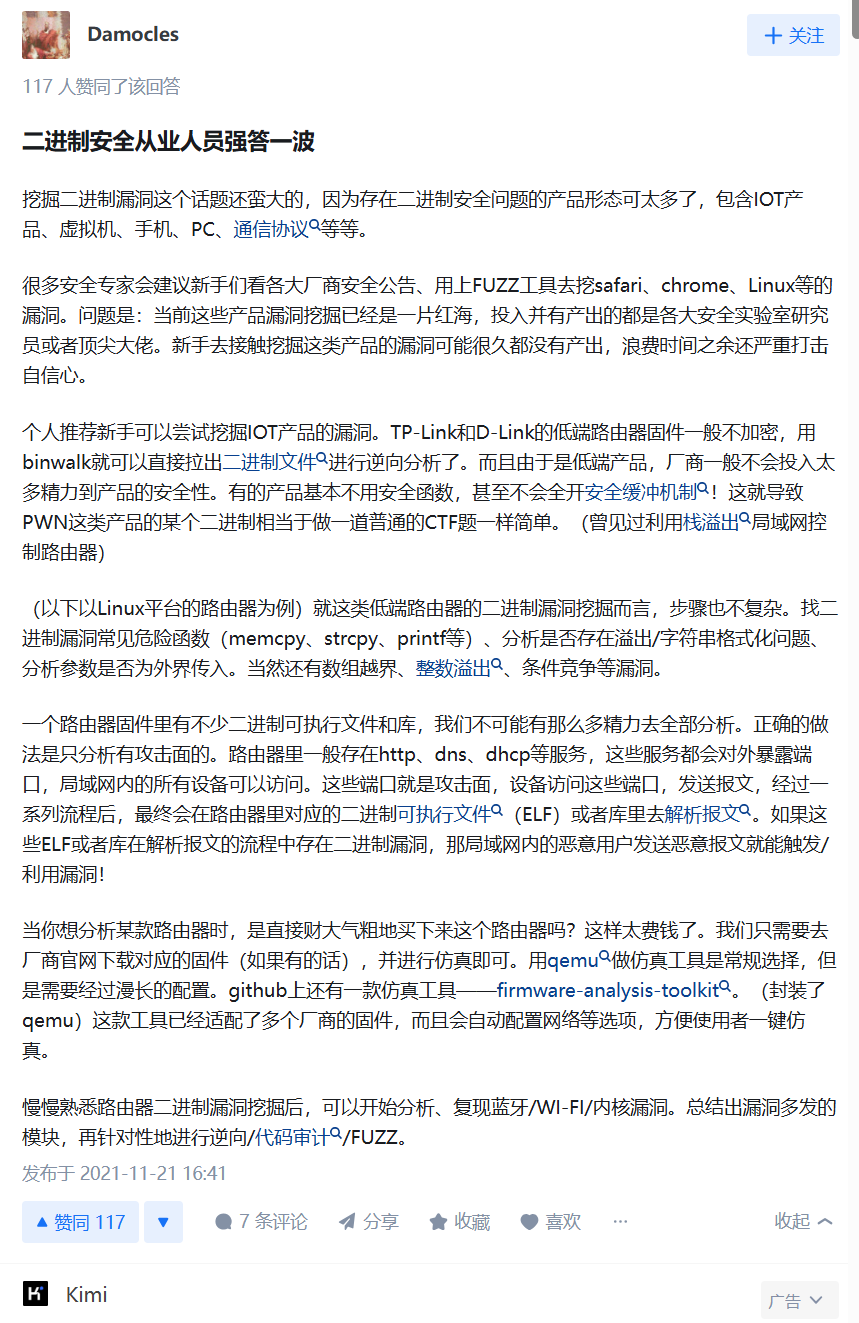 Damocles
+ 关注
117 人赞同了该回答
二进制安全从业人员强答一波
挖掘二进制漏洞这个话题还蛮大的，因为存在二进制安全问题的产品形态可太多了，包含IOT产
品、虚拟机、手机、PC、通信协议等等。
很多安全专家会建议新手们看各大厂商安全公告、用上FUZZ工具去挖safari、chrome、Linux等的
漏洞。问题是：当前这些产品漏洞挖掘已经是一片红海，投入并有产出的都是各大安全实验室研究
员或者顶尖大佬。新手去接触挖掘这类产品的漏洞可能很久都没有产出，浪费时间之余还严重打击
自信心。
个人推荐新手可以尝试挖掘IOT产品的漏洞。TP-Link和D-Link的低端路由器固件一般不加密，用
binwalk就可以直接拉出二进制文件进行逆向分析了。而且由于是低端产品，厂商一般不会投入太
多精力到产品的安全性。有的产品基本不用安全函数，甚至不会全开安全缓冲机制！这就导致
PWN这类产品的某个二进制相当于做一道普通的CTF题一样简单。（曾见过利用栈溢出局域网控
制路由器）
（以下以Linux平台的路由器为例）就这类低端路由器的二进制漏洞挖掘而言，步骤也不复杂。找二
进制漏洞常见危险函数（memcpy、strcpy、printf等）、分析是否存在溢出/字符串格式化问题、
分析参数是否为外界传入。当然还有数组越界、整数溢出、条件竞争等漏洞。
一个路由器固件里有不少二进制可执行文件和库，我们不可能有那么多精力去全部分析。正确的做
法是只分析有攻击面的。路由器里一般存在http、dns、dhcp等服务，这些服务都会对外暴露端
口，局域网内的所有设备可以访问。这些端口就是攻击面，设备访问这些端口，发送报文，经过一
系列流程后，最终会在路由器里对应的二进制可执行文件（ELF）或者库里去解析报文。如果这
些ELF或者库在解析报文的流程中存在二进制漏洞，那局域网内的恶意用户发送恶意报文就能触发/
利用漏洞！
当你想分析某款路由器时，是直接财大气粗地买下来这个路由器吗？这样太费钱了。我们只需要去
厂商官网下载对应的固件（如果有的话），并进行仿真即可。用qemu做仿真工具是常规选择，但
是需要经过漫长的配置。github上还有一款仿真工具——firmware-analysis-toolkit。（封装了
qemu）这款工具已经适配了多个厂商的固件，而且会自动配置网络等选项，方便使用者一键仿
真。
慢慢熟悉路由器二进制漏洞挖掘后，可以开始分析、复现蓝牙/WI-FI/内核漏洞。总结出漏洞多发的
模块，再针对性地进行逆向/代码审计/FUZZ。
发布于 2021-11-21 16:41
赞同 117
7 条评论
分享
收藏
喜欢
收起
Kimi
广告